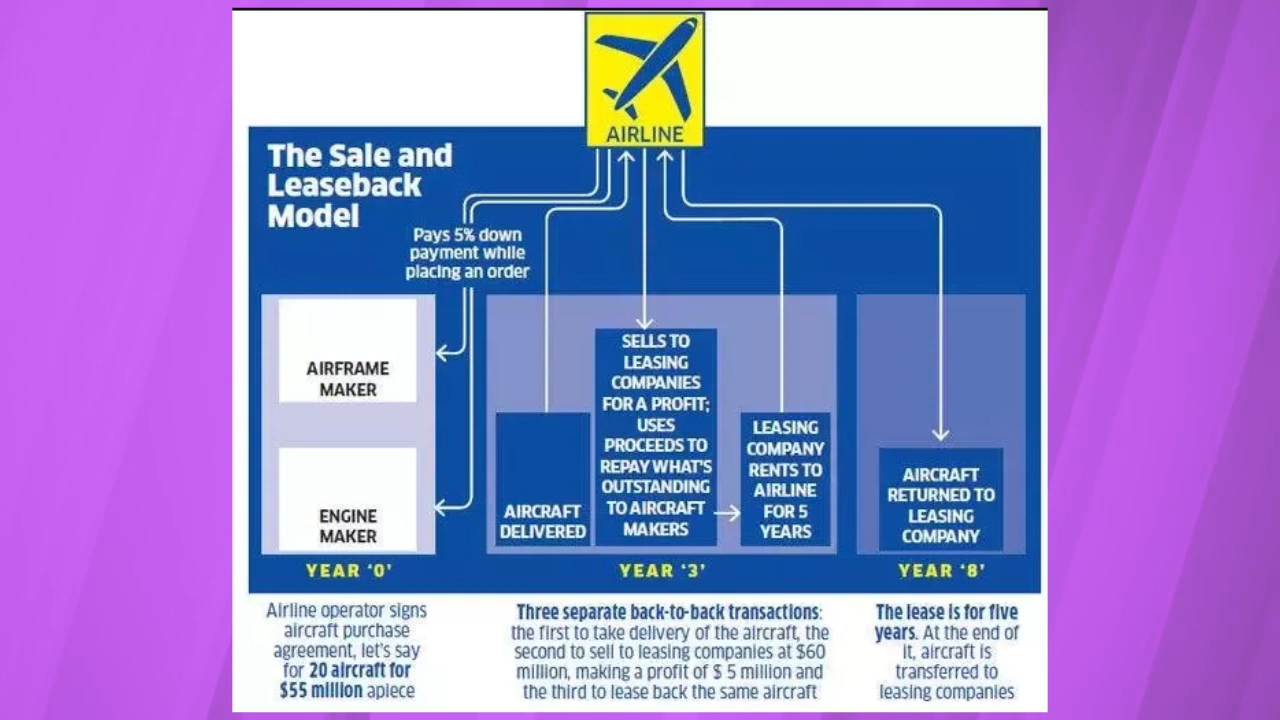 AIRLINE
The Sale and
Leaseback
Model
Pays 5% down
payment while
placing an order
AIRFRAME
MAKER
ENGINE
MAKER
AIRCRAFT
DELIVERED
SELLS TO
LEASING
COMPANIES
FOR A PROFIT;
USES
PROCEEDS TO
REPAY WHAT'S
OUTSTANDING
TO AIRCRAFT
MAKERS
LEASING
COMPANY
RENTS TO
AIRLINE
FOR 5
YEARS
AIRCRAFT
RETURNED TO
LEASING
COMPANY
YEAR ‘0’
YEAR ‘3’
YEAR ‘8’
Airline operator signs
aircraft purchase
agreement, let's say
for 20 aircraft for
$55 million apiece
Three separate back-to-back transactions:
the first to take delivery of the aircraft, the
second to sell to leasing companies at $60
million, making a profit of $ 5 million and
the third to lease back the same aircraft
The lease is for five
years. At the end of
it, aircraft is
transferred to
leasing companies